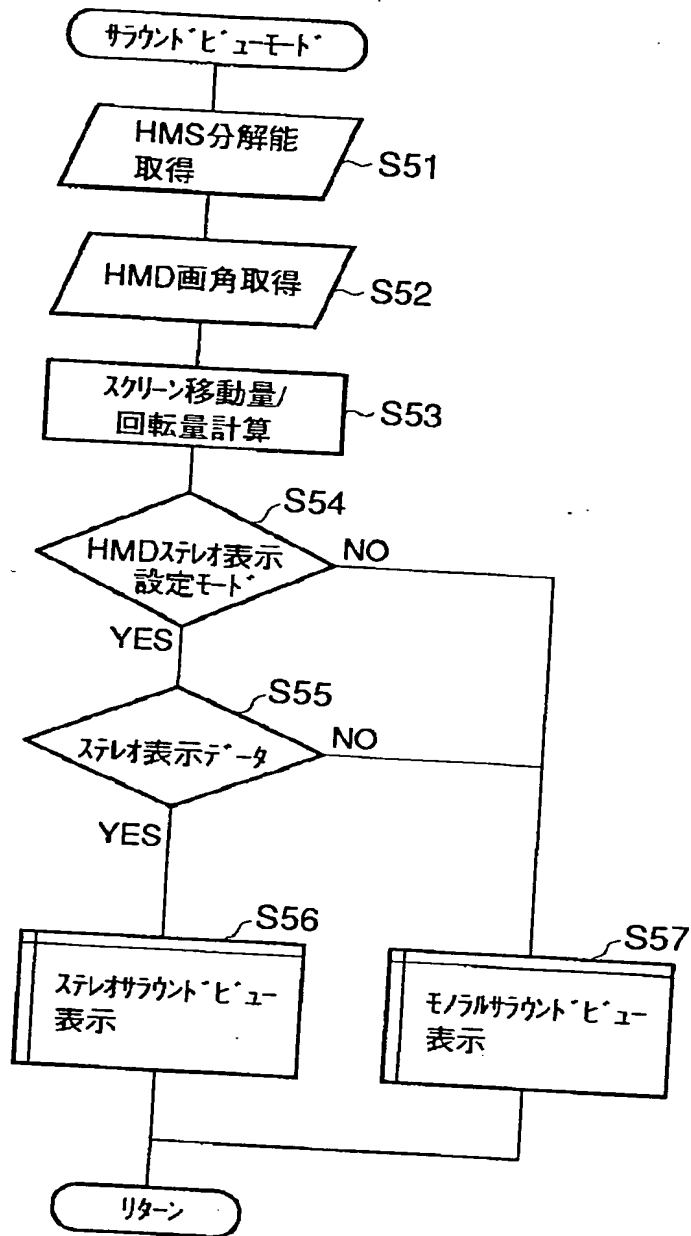 サラウンドビューモード
HMS分解能
取得
S51
HMD画角取得
S52
スクリーン移動量/
回転量計算
S53
S54
HMDステレオ表示
設定モード
NO
YES
S55
ステレオ表示データ
NO
YES
S56
ステレオサラウンドビュー
表示
S57
モノラルサラウンドビュー
表示
リターン